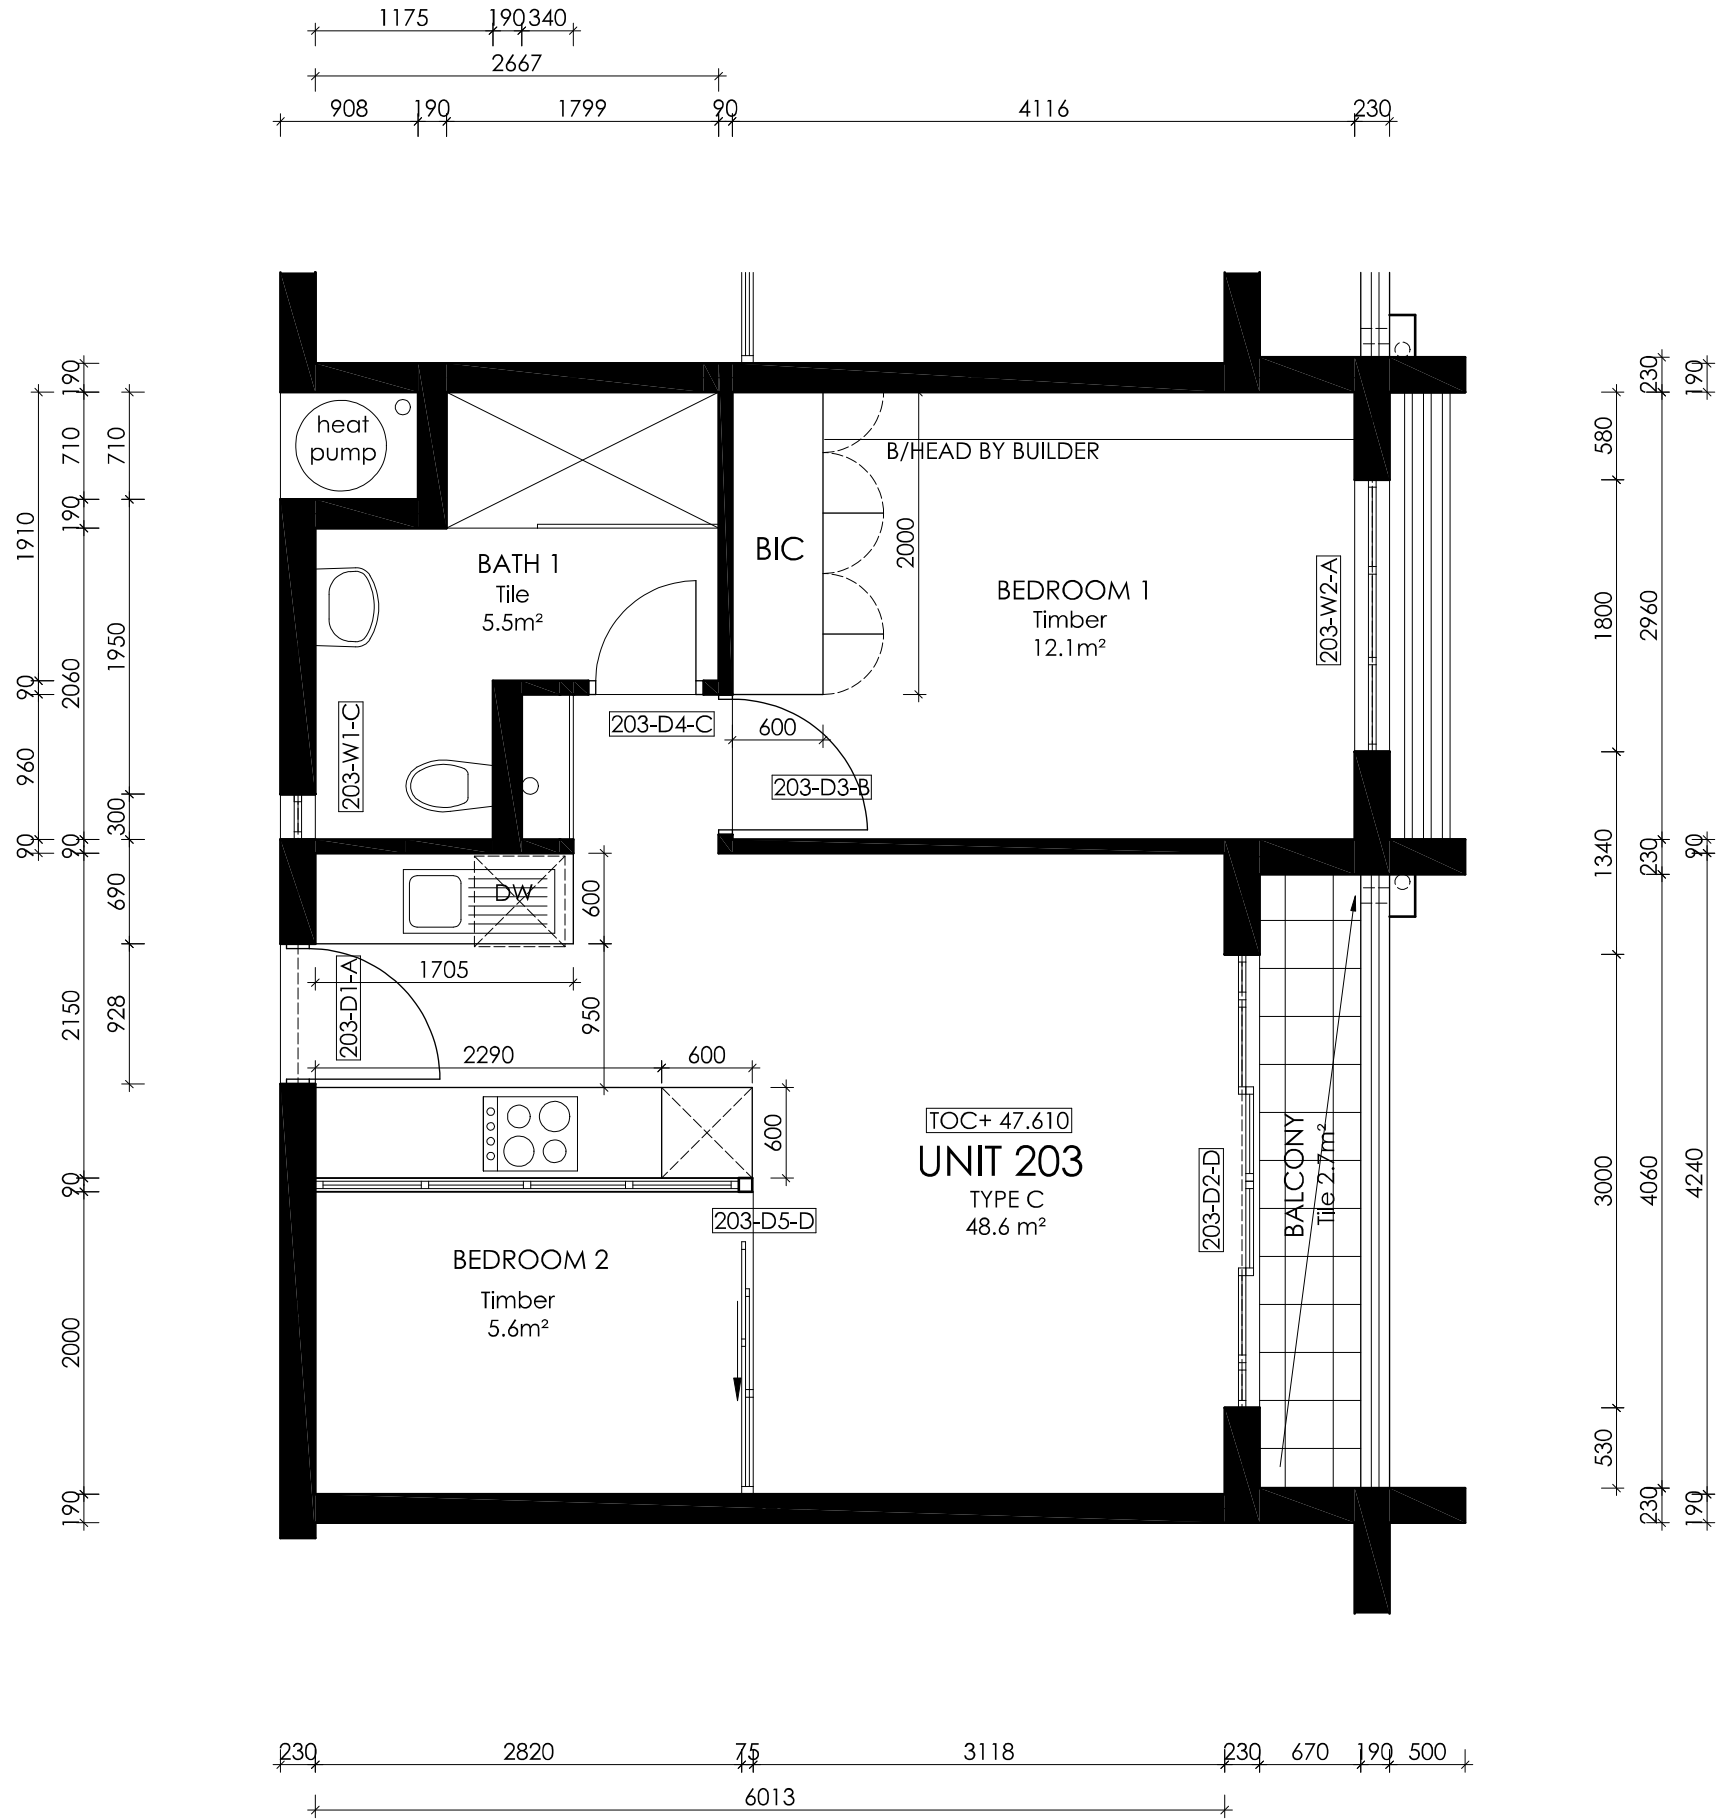 1175 190 340
2667
908 190 1799 90 4116 230
190
710
190
2060
90
2150
90
2000
190
1910
90
960
90
710
1950
300
690
928
heat
pump
BATH 1
Tile
5.5m²
BIC
2000
B/HEAD BY BUILDER
BEDROOM 1
Timber
12.1m²
203-W2-A
203-W1-C
203-D4-C
600
203-D3-B
DW
600
1705
203-D1-A
950
2290 600
600
TOC+ 47.610
UNIT 203
TYPE C
48.6 m²
203-D2-D
BALCONY
Tile 2.7m²
203-D5-D
BEDROOM 2
Timber
5.6m²
580
1800
1340
3000
530
230
2960
230
4060
230
190
90
4240
190
230 2820 75 3118 230 670 190 500
6013